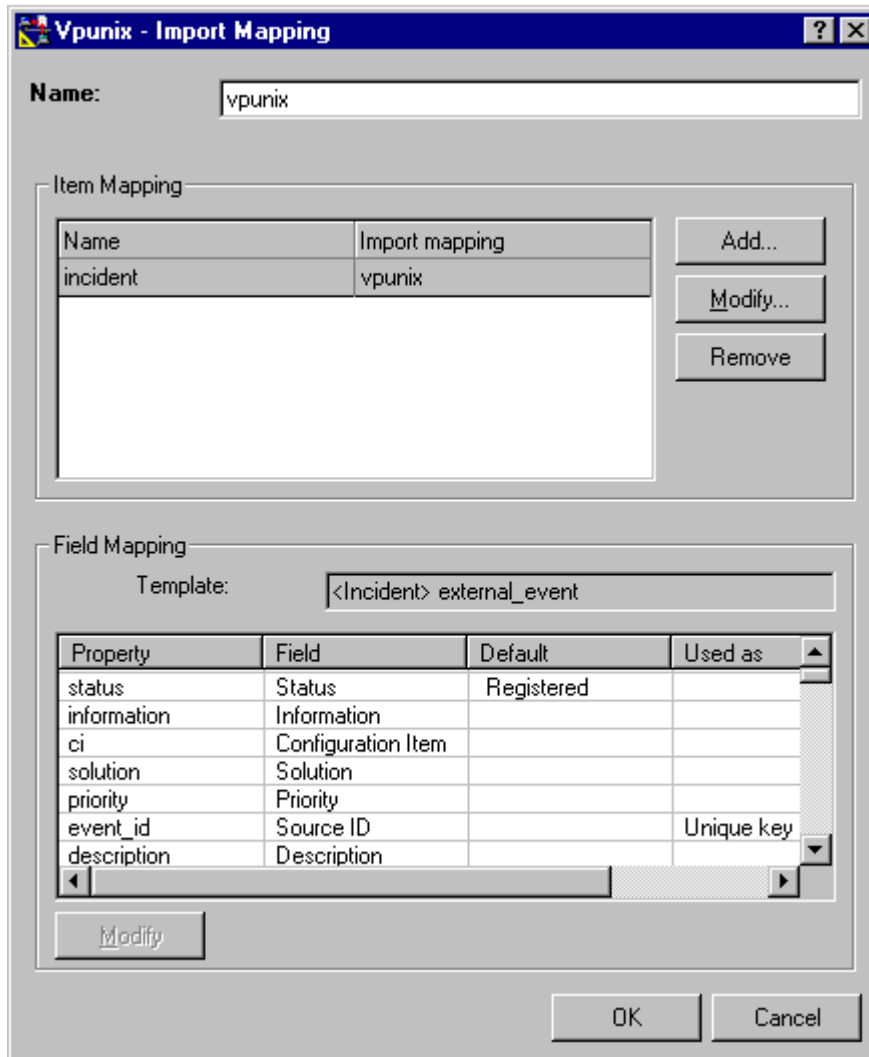 Vpunix - Import Mapping
Name: vpunix
Item Mapping
Name Import mapping Add...
incident vpunix
Modify...
Remove
Field Mapping
Template: <Incident> external_event
Property Field Default Used as
status Status Registered
information Information
ci Configuration Item
solution Solution
priority Priority
event_id Source ID Unique key
description Description
Modify
OK Cancel